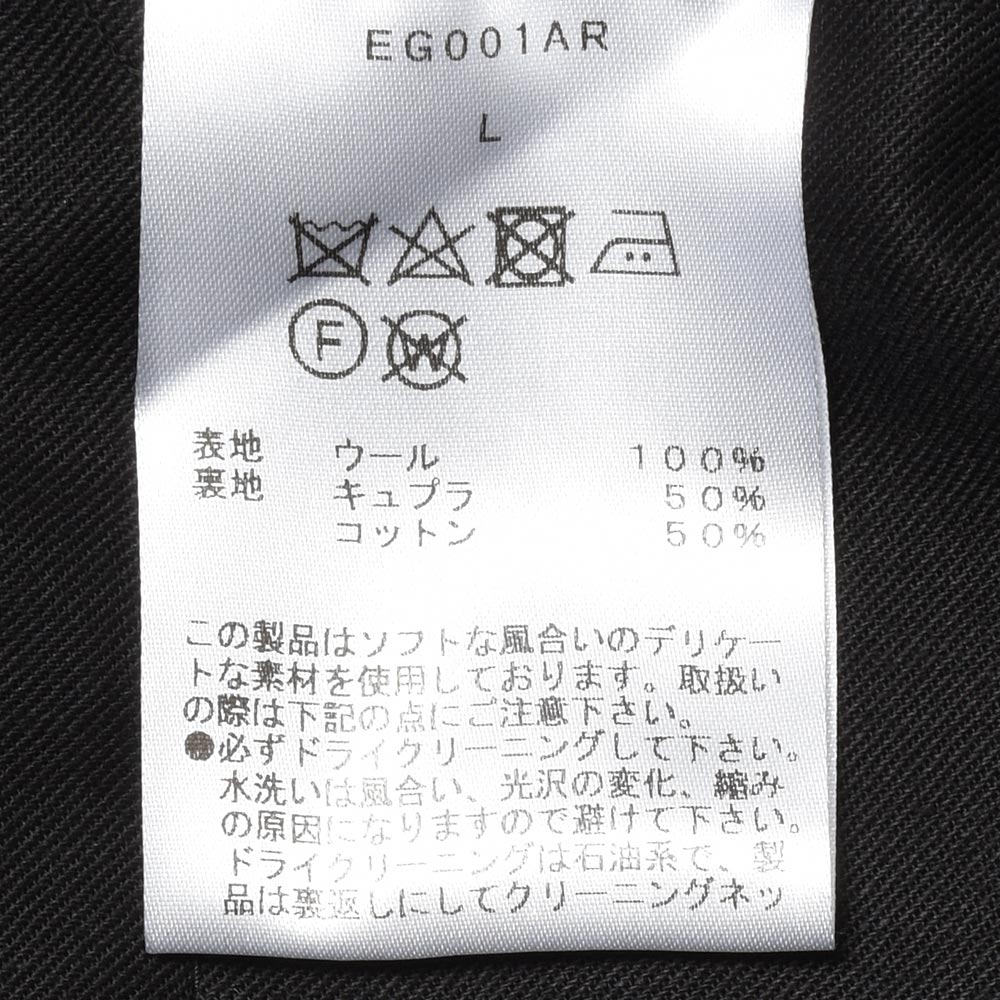 EG001AR
L
F W
表地 ウール 100%
裏地 キュプラ 50%
コットン 50%
この製品はソフトな風合いのデリケー
トな素材を使用しております。取扱い
の際は下記の点にご注意下さい。
●必ずドライクリーニングして下さい。
水洗いは風合い、光沢の変化、縮み
の原因になりますので避けて下さい。
ドライクリーニングは石油系で、製
品は裏返しにしてクリーニングネッ